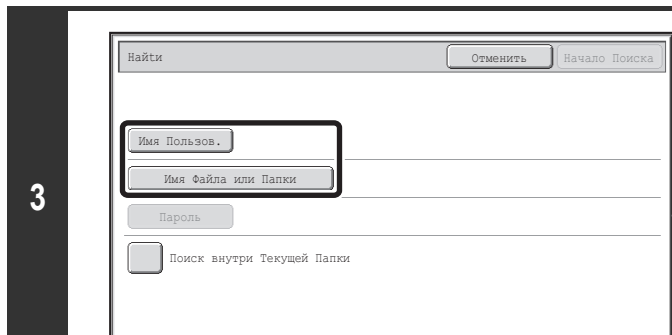 3
Найти Отменить Начало Поиска
Имя Пользов.
Имя Файла или Папки
Пароль
Поиск внутри Текущей Папки